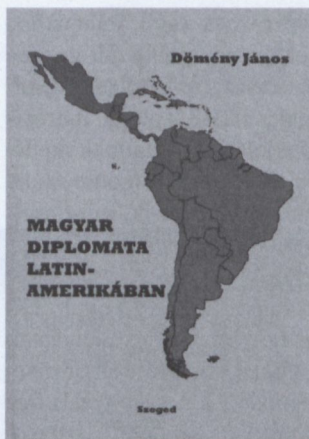 Dömény János
MAGYAR
DIPLOMATA
LATIN-
AMERIKÁBAN
Szeged